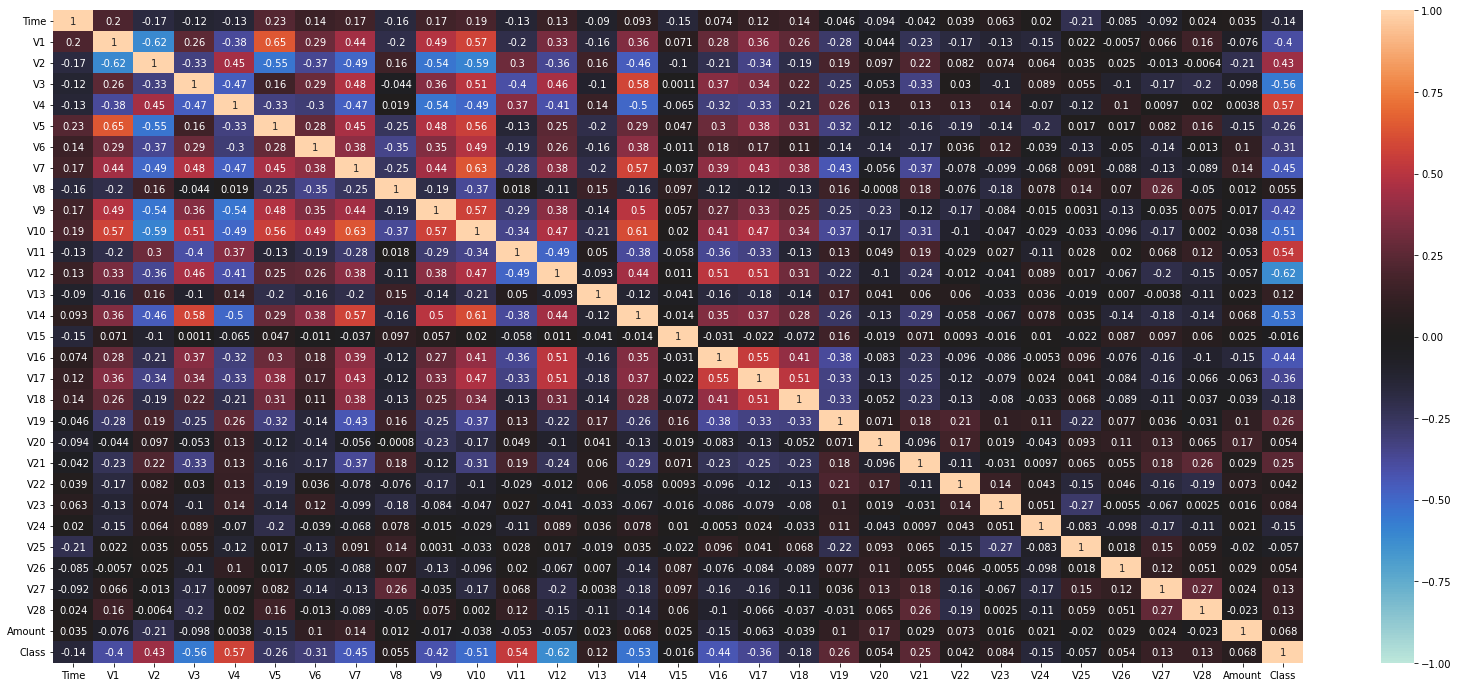 Time 1 0.2 -0.17 -0.12 -0.13 0.23 0.14 0.17 -0.16 0.17 0.19 -0.13 0.13 -0.09 0.093 -0.15 0.074 0.12 0.14 -0.046 -0.094 -0.042 0.039 0.063 0.02 -0.21 -0.085 -0.092 0.024 0.035 -0.14 1.00
V1 0.2 1 -0.62 0.26 -0.38 0.65 0.29 0.44 -0.2 0.49 0.57 -0.2 0.33 -0.16 0.36 0.071 0.28 0.36 0.26 -0.28 -0.044 -0.23 -0.17 -0.13 -0.15 0.022 -0.0057 0.066 0.16 -0.076 -0.4
V2 -0.17 -0.62 1 -0.33 0.45 -0.55 -0.37 -0.49 0.16 -0.54 -0.59 0.3 -0.36 0.16 -0.46 -0.1 -0.21 -0.34 -0.19 0.19 0.097 0.22 0.082 0.074 0.064 0.035 0.025 -0.013 -0.0064 -0.21 0.43
V3 -0.12 0.26 -0.33 1 -0.47 0.16 0.29 0.48 -0.044 0.36 0.51 -0.4 0.46 -0.1 0.58 0.0011 0.37 0.34 0.22 -0.25 -0.053 -0.33 0.03 -0.1 0.089 0.055 -0.1 -0.17 -0.2 -0.098 -0.56 0.75
V4 -0.13 -0.38 0.45 -0.47 1 -0.33 -0.3 -0.47 0.019 -0.54 -0.49 0.37 -0.41 0.14 -0.5 -0.065 -0.32 -0.33 -0.21 0.26 0.13 0.13 0.13 0.14 -0.07 -0.12 0.1 0.0097 0.02 0.0038 0.57
V5 0.23 0.65 -0.55 0.16 -0.33 1 0.28 0.45 -0.25 0.48 0.56 -0.13 0.25 -0.2 0.29 0.047 0.3 0.38 0.31 -0.32 -0.12 -0.16 -0.19 -0.14 -0.2 0.017 0.017 0.082 0.16 -0.15 -0.26
V6 0.14 0.29 -0.37 0.29 -0.3 0.28 1 0.38 -0.35 0.35 0.49 -0.19 0.26 -0.16 0.38 -0.011 0.18 0.17 0.11 -0.14 -0.14 -0.17 0.036 0.12 -0.039 -0.13 -0.05 -0.14 -0.013 0.1 -0.31
V7 0.17 0.44 -0.49 0.48 -0.47 0.45 0.38 1 -0.25 0.44 0.63 -0.28 0.38 -0.2 0.57 -0.037 0.39 0.43 0.38 -0.43 -0.056 -0.37 -0.078 -0.099 -0.068 0.091 -0.088 -0.13 -0.089 0.14 -0.45 0.50
V8 -0.16 -0.2 0.16 -0.044 0.019 -0.25 -0.35 -0.25 1 -0.19 -0.37 0.018 -0.11 0.15 -0.16 0.097 -0.12 -0.12 -0.13 0.16 -0.0008 0.18 -0.076 -0.18 0.078 0.14 0.07 0.26 -0.05 0.012 0.055
V9 0.17 0.49 -0.54 0.36 -0.54 0.48 0.35 0.44 -0.19 1 0.57 -0.29 0.38 -0.14 0.5 0.057 0.27 0.33 0.25 -0.25 -0.23 -0.12 -0.17 -0.084 -0.015 0.0031 -0.13 -0.035 0.075 -0.017 -0.42
V10 0.19 0.57 -0.59 0.51 -0.49 0.56 0.49 0.63 -0.37 0.57 1 -0.34 0.47 -0.21 0.61 0.02 0.41 0.47 0.34 -0.37 -0.17 -0.31 -0.1 -0.047 -0.029 -0.033 -0.096 -0.17 0.002 -0.038 -0.51
V11 -0.13 -0.2 0.3 -0.4 0.37 -0.13 -0.19 -0.28 0.018 -0.29 -0.34 1 -0.49 0.05 -0.38 -0.058 -0.36 -0.33 -0.13 0.13 0.049 0.19 -0.029 0.027 -0.11 0.028 0.02 0.068 0.12 -0.053 0.54 0.25
V12 0.13 0.33 -0.36 0.46 -0.41 0.25 0.26 0.38 -0.11 0.38 0.47 -0.49 1 -0.093 0.44 0.011 0.51 0.51 0.31 -0.22 -0.1 -0.24 -0.012 -0.041 0.089 0.017 -0.067 -0.2 -0.15 -0.057 -0.62
V13 -0.09 -0.16 0.16 -0.1 0.14 -0.2 -0.16 -0.2 0.15 -0.14 -0.21 0.05 -0.093 1 -0.12 -0.041 -0.16 -0.18 -0.14 0.17 0.041 0.06 0.06 -0.033 0.036 -0.019 0.007 -0.0038 -0.11 0.023 0.12
V14 0.093 0.36 -0.46 0.58 -0.5 0.29 0.38 0.57 -0.16 0.5 0.61 -0.38 0.44 -0.12 1 -0.014 0.35 0.37 0.28 -0.26 -0.13 -0.29 -0.058 -0.067 0.078 0.035 -0.14 -0.18 -0.14 0.068 -0.53
V15 -0.15 0.071 -0.1 0.0011 -0.065 0.047 -0.011 -0.037 0.097 0.057 0.02 -0.058 0.011 -0.041 -0.014 1 -0.031 -0.022 -0.072 0.16 -0.019 0.071 0.0093 -0.016 0.01 -0.022 0.087 0.097 0.06 0.025 -0.016 0.00
V16 0.074 0.28 -0.21 0.37 -0.32 0.3 0.18 0.39 -0.12 0.27 0.41 -0.36 0.51 -0.16 0.35 -0.031 1 0.55 0.41 -0.38 -0.083 -0.23 -0.096 -0.086 -0.0053 0.096 -0.076 -0.16 -0.1 -0.15 -0.44
V17 0.12 0.36 -0.34 0.34 -0.33 0.38 0.17 0.43 -0.12 0.33 0.47 -0.33 0.51 -0.18 0.37 -0.022 0.55 1 0.51 -0.33 -0.13 -0.25 -0.12 -0.079 0.024 0.041 -0.084 -0.16 -0.066 -0.063 -0.36
V18 0.14 0.26 -0.19 0.22 -0.21 0.31 0.11 0.38 -0.13 0.25 0.34 -0.13 0.31 -0.14 0.28 -0.072 0.41 0.51 1 -0.33 -0.052 -0.23 -0.13 -0.08 -0.033 0.068 -0.089 -0.11 -0.037 -0.039 -0.18
V19 -0.046 -0.28 0.19 -0.25 0.26 -0.32 -0.14 -0.43 0.16 -0.25 -0.37 0.13 -0.22 0.17 -0.26 0.16 -0.38 -0.33 -0.33 1 0.071 0.18 0.21 0.1 0.11 -0.22 0.077 0.036 -0.031 0.1 0.26 -0.25
V20 -0.094 -0.044 0.097 -0.053 0.13 -0.12 -0.14 -0.056 -0.0008 -0.23 -0.17 0.049 -0.1 0.041 -0.13 -0.019 -0.083 -0.13 -0.052 0.071 1 -0.096 0.17 0.019 -0.043 0.093 0.11 0.13 0.065 0.17 0.054
V21 -0.042 -0.23 0.22 -0.33 0.13 -0.16 -0.17 -0.37 0.18 -0.12 -0.31 0.19 -0.24 0.06 -0.29 0.071 -0.23 -0.25 -0.23 0.18 -0.096 1 -0.11 -0.031 0.0097 0.065 0.055 0.18 0.26 0.029 0.25
V22 0.039 -0.17 0.082 0.03 0.13 -0.19 0.036 -0.078 -0.076 -0.17 -0.1 -0.029 -0.012 0.06 -0.058 0.0093 -0.096 -0.12 -0.13 0.21 0.17 -0.11 1 0.14 0.043 -0.15 0.046 -0.16 -0.19 0.073 0.042
V23 0.063 -0.13 0.074 -0.1 0.14 -0.14 0.12 -0.099 -0.18 -0.084 -0.047 0.027 -0.041 -0.033 -0.067 -0.016 -0.086 -0.079 -0.08 0.1 0.019 -0.031 0.14 1 0.051 -0.27 -0.0055 -0.067 0.0025 0.016 0.084 -0.50
V24 0.02 -0.15 0.064 0.089 -0.07 -0.2 -0.039 -0.068 0.078 -0.015 -0.029 -0.11 0.089 0.036 0.078 0.01 -0.0053 0.024 -0.033 0.11 -0.043 0.0097 0.043 0.051 1 -0.083 -0.098 -0.17 -0.11 0.021 -0.15
V25 -0.21 0.022 0.035 0.055 -0.12 0.017 -0.13 0.091 0.14 0.0031 -0.033 0.028 0.017 -0.019 0.035 -0.022 0.096 0.041 0.068 -0.22 0.093 0.065 -0.15 -0.27 -0.083 1 0.018 0.15 0.059 -0.02 -0.057
V26 -0.085 -0.0057 0.025 -0.1 0.1 0.017 -0.05 -0.088 0.07 -0.13 -0.096 0.02 -0.067 0.007 -0.14 0.087 -0.076 -0.084 -0.089 0.077 0.11 0.055 0.046 -0.0055 -0.098 0.018 1 0.12 0.051 0.029 0.054
V27 -0.092 0.066 -0.013 -0.17 0.0097 0.082 -0.14 -0.13 0.26 -0.035 -0.17 0.068 -0.2 -0.0038 -0.18 0.097 -0.16 -0.16 -0.11 0.036 0.13 0.18 -0.16 -0.067 -0.17 0.15 0.12 1 0.27 0.024 0.13 -0.75
V28 0.024 0.16 -0.0064 -0.2 0.02 0.16 -0.013 -0.089 -0.05 0.075 0.002 0.12 -0.15 -0.11 -0.14 0.06 -0.1 -0.066 -0.037 -0.031 0.065 0.26 -0.19 0.0025 -0.11 0.059 0.051 0.27 1 -0.023 0.13
Amount 0.035 -0.076 -0.21 -0.098 0.0038 -0.15 0.1 0.14 0.012 -0.017 -0.038 -0.053 -0.057 0.023 0.068 0.025 -0.15 -0.063 -0.039 0.1 0.17 0.029 0.073 0.016 0.021 -0.02 0.029 0.024 -0.023 1 0.068
Class -0.14 -0.4 0.43 -0.56 0.57 -0.26 -0.31 -0.45 0.055 -0.42 -0.51 0.54 -0.62 0.12 -0.53 -0.016 -0.44 -0.36 -0.18 0.26 0.054 0.25 0.042 0.084 -0.15 -0.057 0.054 0.13 0.13 0.068 1 -1.00
Time V1 V2 V3 V4 V5 V6 V7 V8 V9 V10 V11 V12 V13 V14 V15 V16 V17 V18 V19 V20 V21 V22 V23 V24 V25 V26 V27 V28 Amount Class